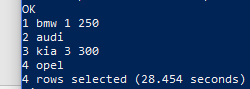 OK
1 bmw 1 250
2 audi
3 kia 3 300
4 opel
4 rows selected (28.454 seconds)